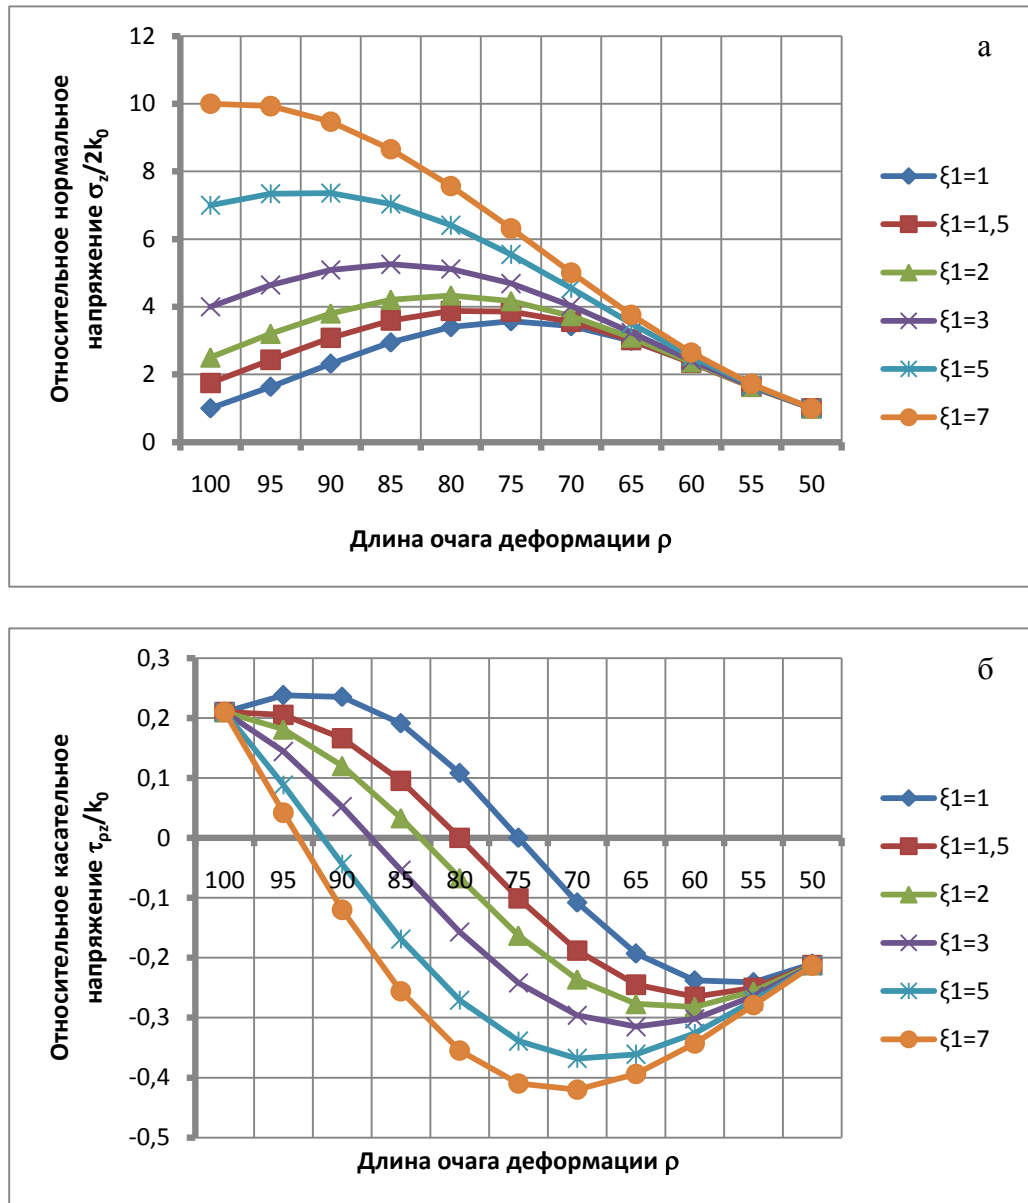 а
Относительное нормальное
напряжение σz/2k0
12
10
8
6
4
2
0
100 95 90 85 80 75 70 65 60 55 50
Длина очага деформации ρ
ξ1=1
ξ1=1,5
ξ1=2
ξ1=3
ξ1=5
ξ1=7
б
Относительное касательное
напряжение τρz/k0
0,3
0,2
0,1
0
-0,1
-0,2
-0,3
-0,4
-0,5
100 95 90 85 80 75 70 65 60 55 50
Длина очага деформации ρ
ξ1=1
ξ1=1,5
ξ1=2
ξ1=3
ξ1=5
ξ1=7